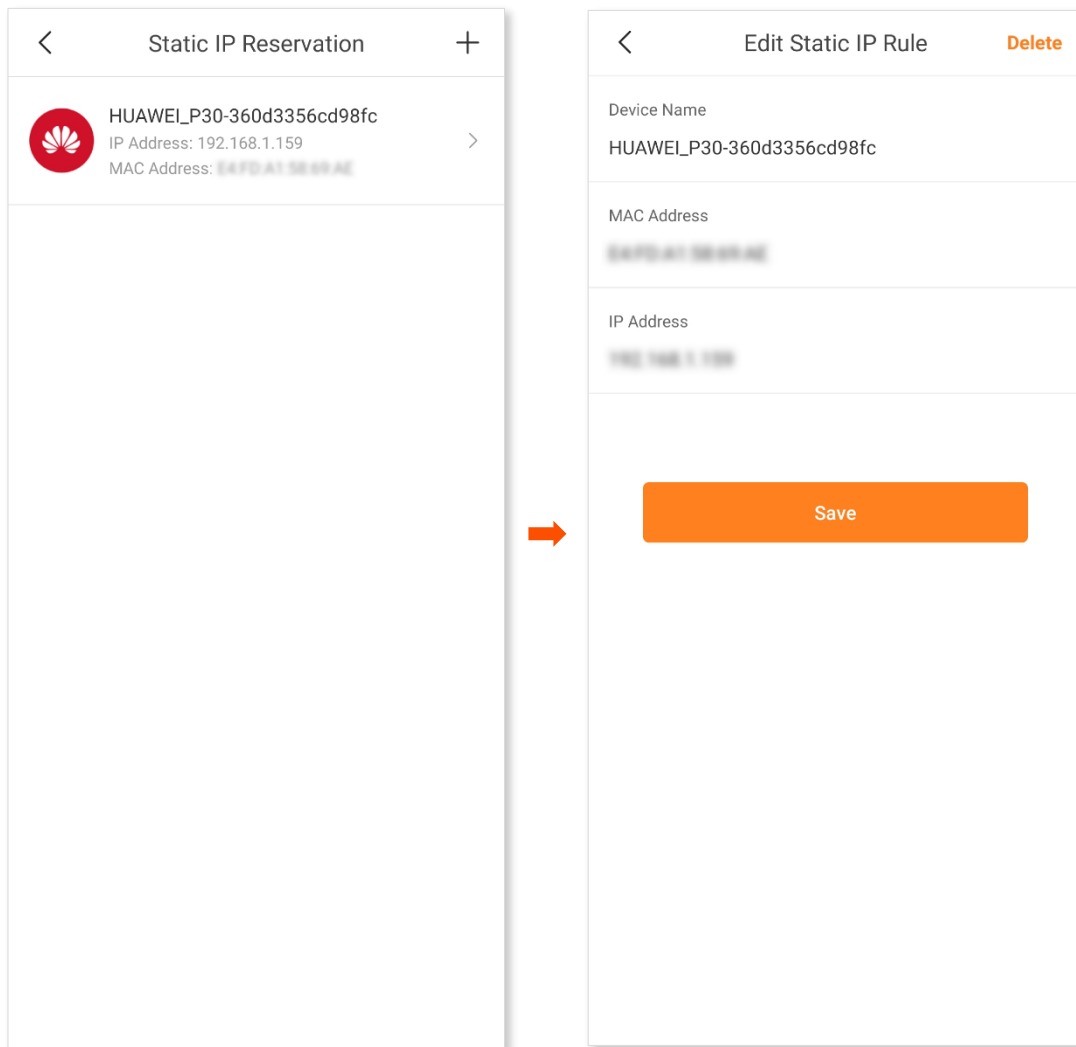 Static IP Reservation
HUAWEI_P30-360d3356cd98fc
IP Address: 192.168.1.159
MAC Address:
Edit Static IP Rule
Delete
Device Name
HUAWEI_P30-360d3356cd98fc
MAC Address
IP Address
Save